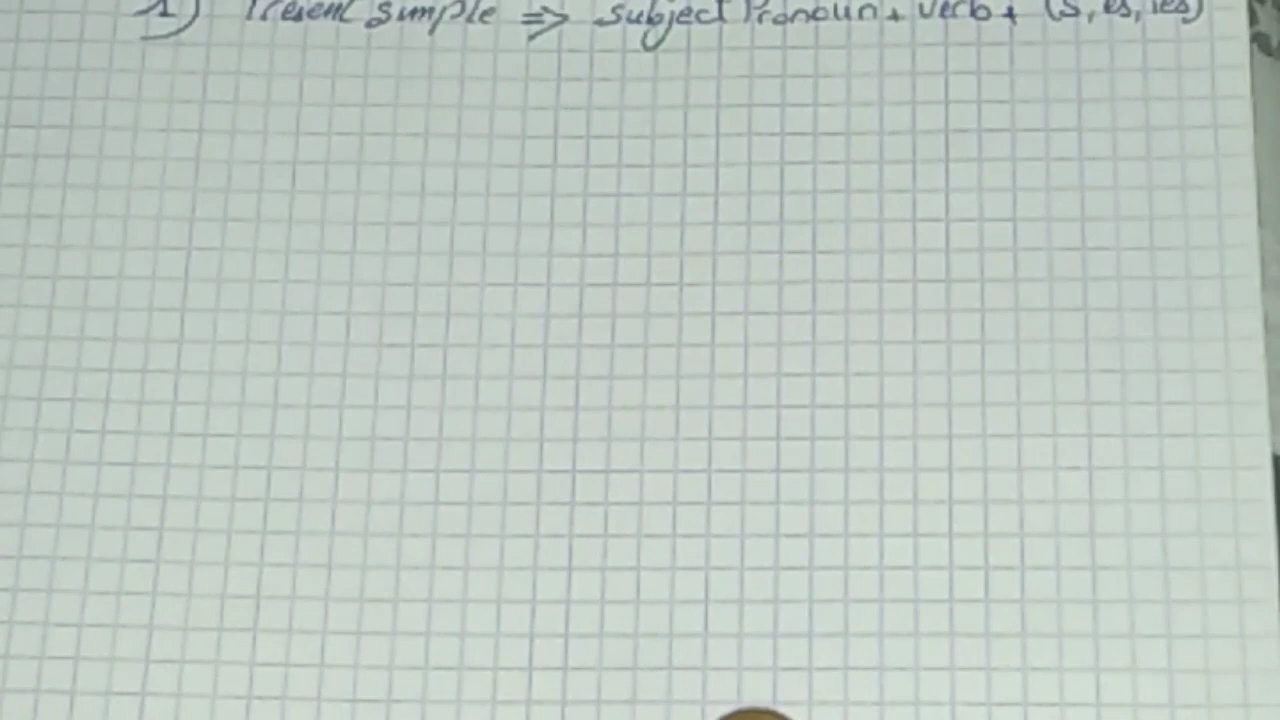 1) Present simple => subject Pronoun + verb + (s, es, ies)